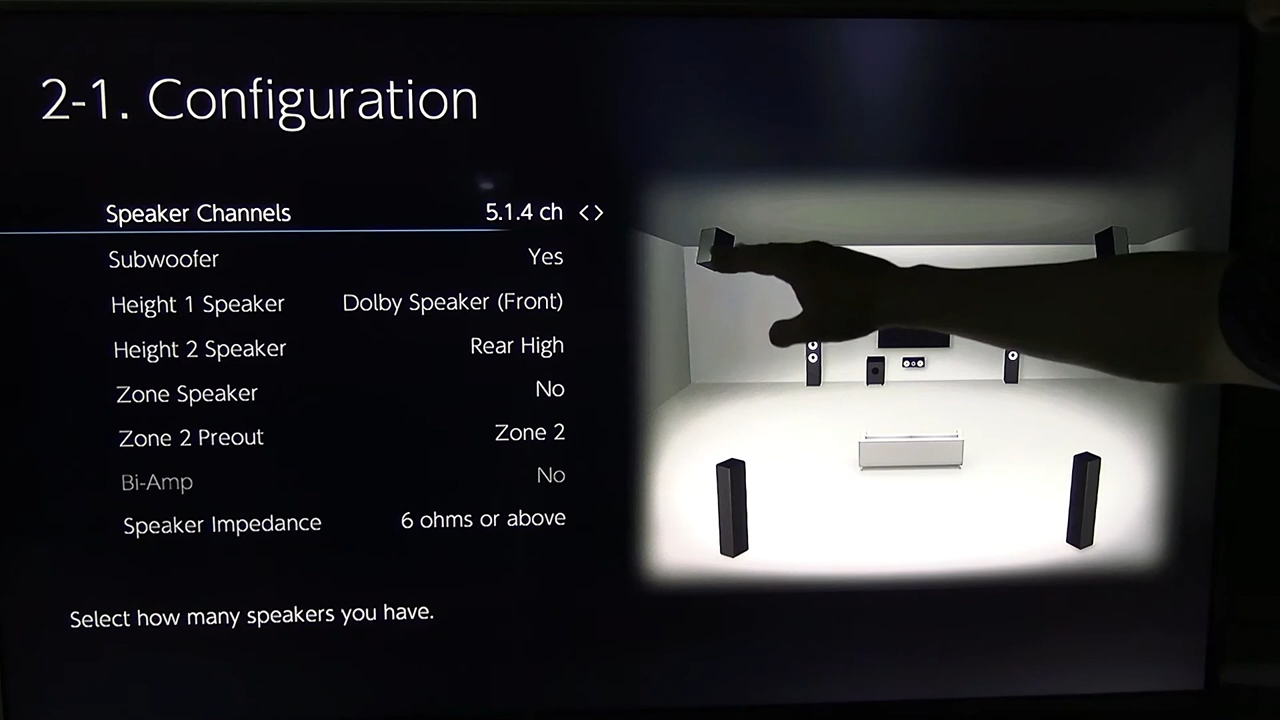 2-1. Configuration
Speaker Channels 5.1.4 ch <>
Subwoofer Yes
Height 1 Speaker Dolby Speaker (Front)
Height 2 Speaker Rear High
Zone Speaker No
Zone 2 Preout Zone 2
Bi-Amp No
Speaker Impedance 6 ohms or above
Select how many speakers you have.